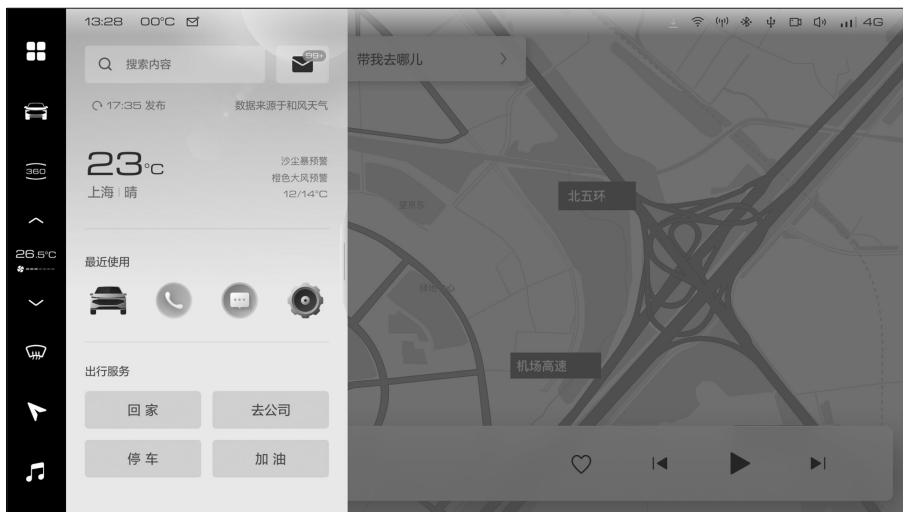 13:28 00°C
4G
360
26.5°C
搜索内容
99+
带我去哪儿
17:35 发布
数据来源于和风天气
23°C
上海 | 晴
沙尘暴预警
橙色大风预警
12/14°C
最近使用
出行服务
回家
去公司
停车
加油
望京东
北五环
机场高速